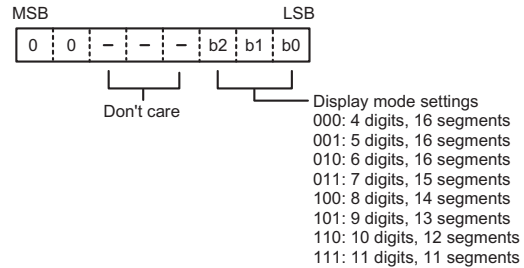 MSB LSB
0 0 – – – b2 b1 b0
Don't care
Display mode settings
000: 4 digits, 16 segments
001: 5 digits, 16 segments
010: 6 digits, 16 segments
011: 7 digits, 15 segments
100: 8 digits, 14 segments
101: 9 digits, 13 segments
110: 10 digits, 12 segments
111: 11 digits, 11 segments